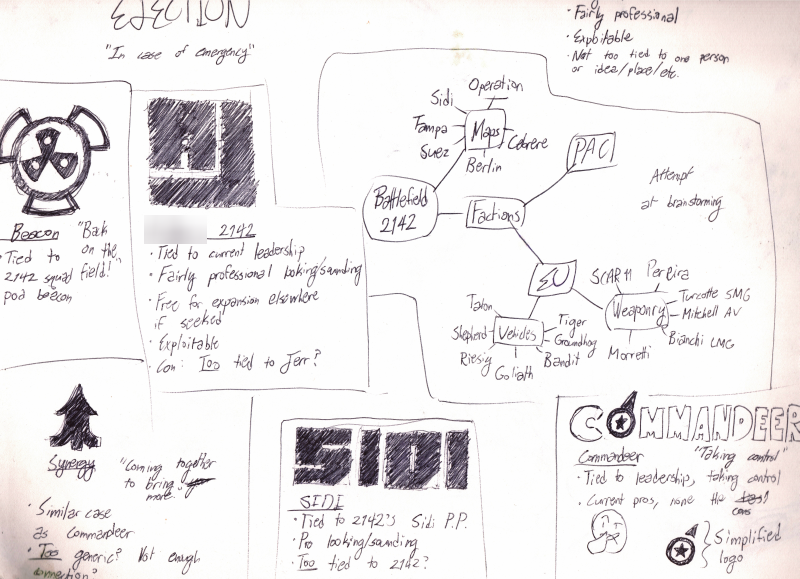 EJECTION
"In case of emergency"
· Fairly professional
· Exploitable
· Not too tied to one person
or idea/place/etc.
Beacon "Bak
on the
field!"
· Tied to
2142 squad
pod beacon
2142
· Tied to current leadership
· Fairly professional looking/sounding
· Free for expansion elsewhere
if seeked
· Exploitable
· Con: Too tied to Jerr?
Battlefield
2142
Maps
Operation
Sidi
Tampa
Suez
Berlin
Cerbere
Factions
PAC
EU
Attempt
at brainstorming
Vehicles
Talon
Shepherd
Riesig
Goliath
Bandit
Groundhog
Tiger
Weaponry
SCAR 11
Pereira
Turcotte SMG
Mitchell AV
Bianchi LMG
Morretti
Synergy "Coming together
to bring
more."
· Similar case
as Commandeer
· Too generic? Not enough
connection?
SIDI
SIDI
· Tied to 2142's Sidi P.P.
· Pro looking/sounding
· Too tied to 2142?
COMMANDEER
Commandeer "Taking control"
· Tied to leadership, taking control
· Current pros, none the
cons
Simplified
logo